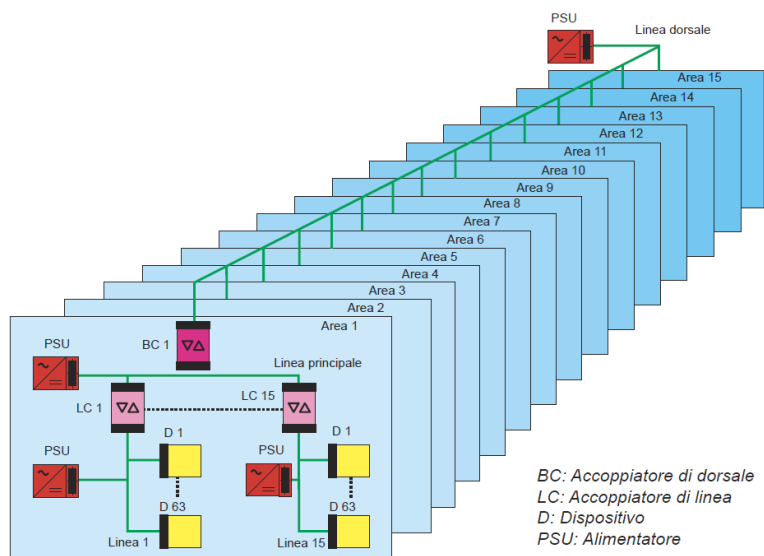 PSU
Linea dorsale
Area 15
Area 14
Area 13
Area 12
Area 11
Area 10
Area 9
Area 8
Area 7
Area 6
Area 5
Area 4
Area 3
Area 2
Area 1
BC 1
PSU
Linea principale
LC 1
LC 15
PSU
D 1
D 63
Linea 1
PSU
D 1
D 63
Linea 15
BC: Accoppiatore di dorsale
LC: Accoppiatore di linea
D: Dispositivo
PSU: Alimentatore